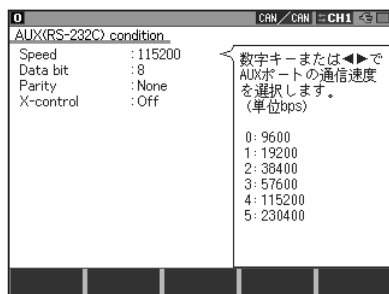 0
CAN／CAN CH1
AUX(RS-232C) condition
Speed :115200
Data bit :8
Parity :None
X-control :Off
数字キーまたは◀▶で
AUXポートの通信速度
を選択します。
(単位bps)
0: 9600
1: 19200
2: 38400
3: 57600
4: 115200
5: 230400